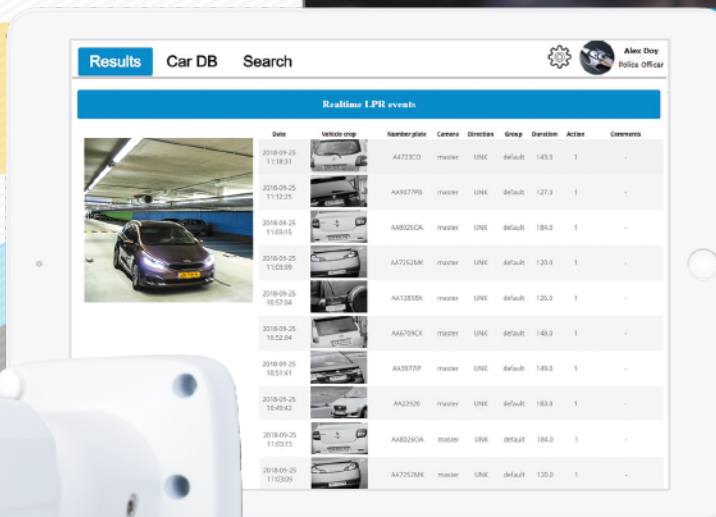 Results Car DB Search
Alex Doy
Police Officer
Realtime LPR events
Date Vehicle crop Number plate Camera Direction Group Duration Action Comments
2018-09-25 11:18:31 A4723CO master UNK default 143.0 1 -
2018-09-25 11:12:25 AA9077PB master UNK default 127.0 1 -
2018-09-25 11:03:15 AA8026OA master UNK default 184.0 1 -
2018-09-25 11:03:09 AA7252MK master UNK default 120.0 1 -
2018-09-25 10:57:04 AA1285BX master UNK default 126.0 1 -
2018-09-25 10:52:04 AA6709CX master UNK default 148.0 1 -
2018-09-25 10:51:41 AA3977IP master UNK default 149.0 1 -
2018-09-25 10:49:42 AA22920 master UNK default 183.0 1 -
2018-09-25 11:03:15 AA8026OA master UNK default 184.0 1 -
2018-09-25 11:03:09 AA7252MK master UNK default 120.0 1 -